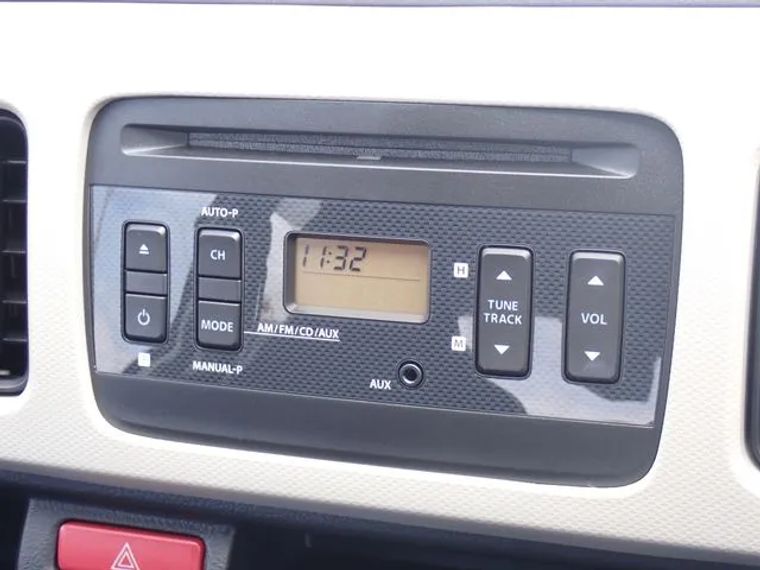 AUTO-P
CH
MODE
MANUAL-P
11:32
AM/FM/CD/AUX
AUX
H
M
TUNE
TRACK
VOL